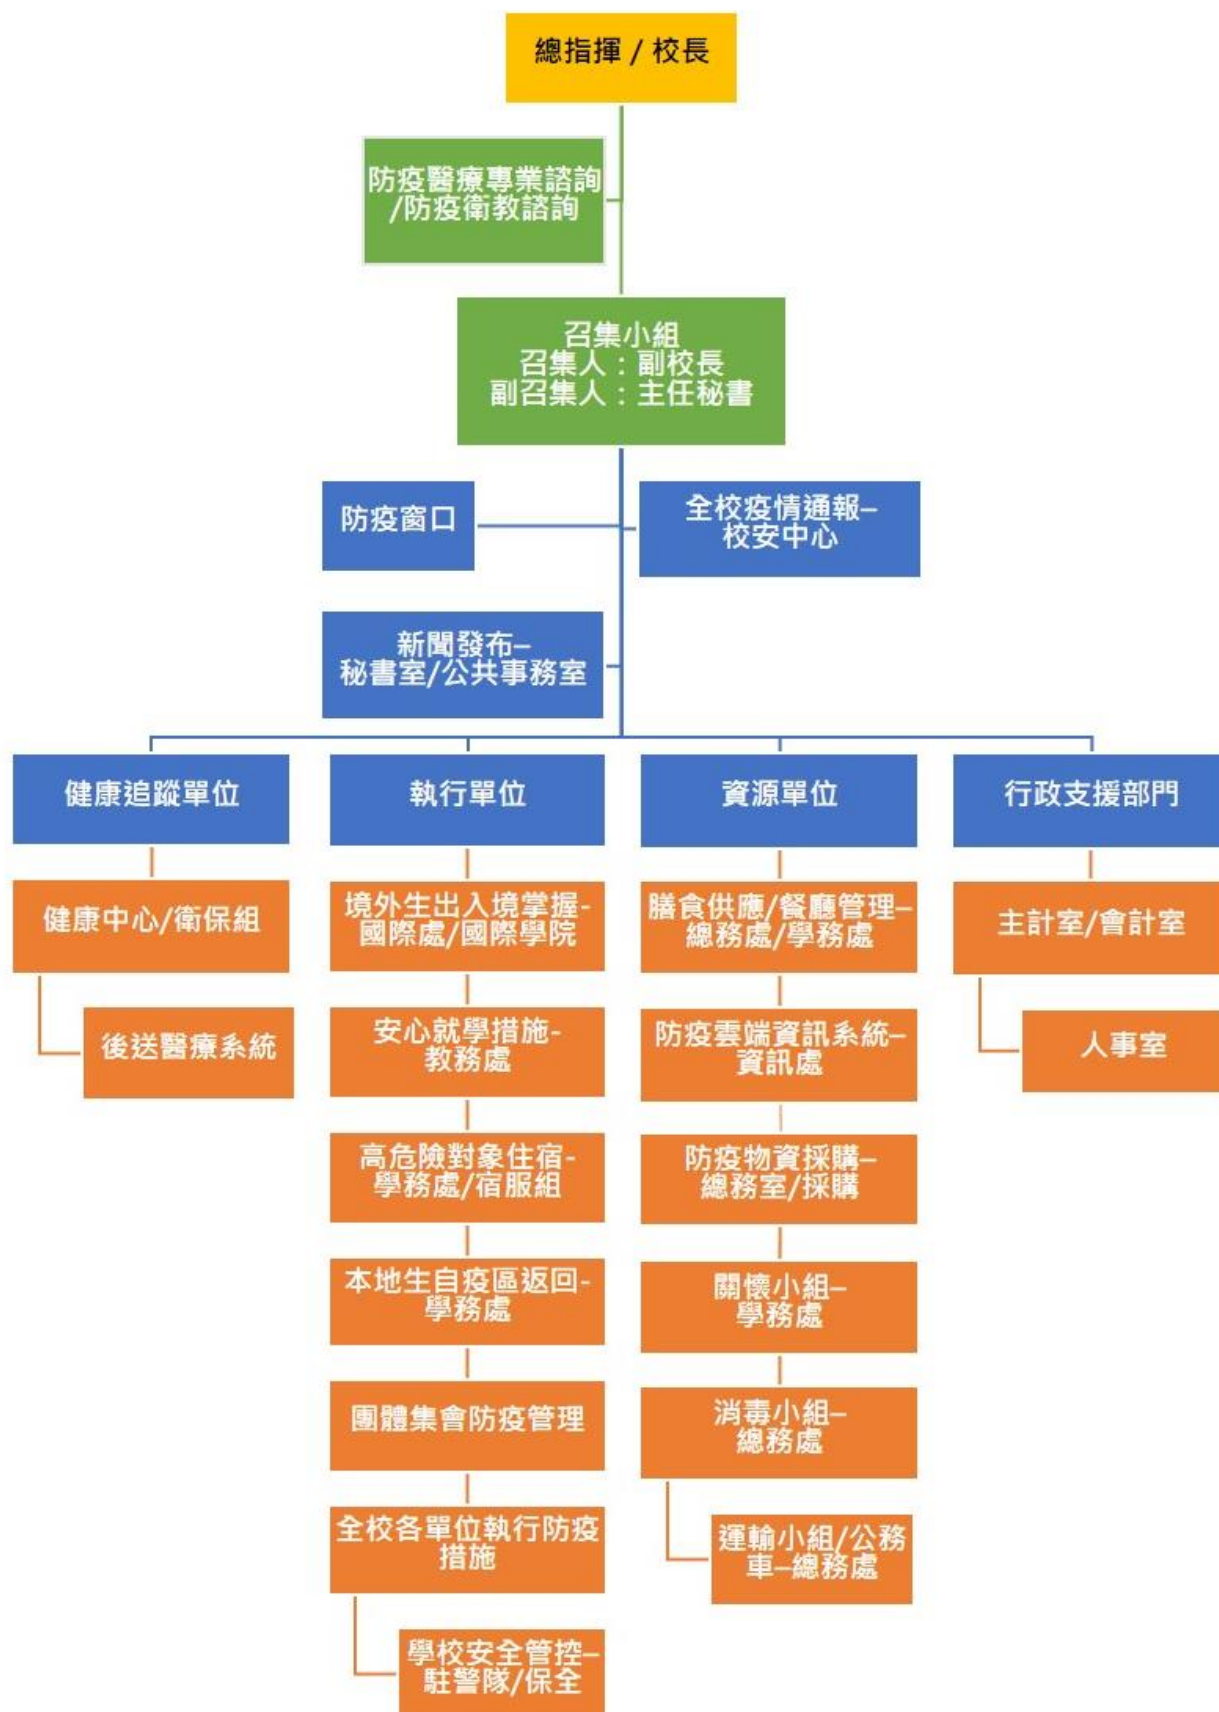 總指揮 / 校長
防疫醫療專業諮詢
/防疫衛教諮詢
召集小組
召集人：副校長
副召集人：主任秘書
防疫窗口
全校疫情通報–
校安中心
新聞發布–
秘書室/公共事務室
健康追蹤單位
執行單位
資源單位
行政支援部門
健康中心/衛保組
後送醫療系統
境外生出入境掌握-
國際處/國際學院
安心就學措施-
教務處
高危險對象住宿-
學務處/宿服組
本地生自疫區返回-
學務處
團體集會防疫管理
全校各單位執行防疫
措施
學校安全管控–
駐警隊/保全
膳食供應/餐廳管理–
總務處/學務處
防疫雲端資訊系統–
資訊處
防疫物資採購–
總務室/採購
關懷小組–
學務處
消毒小組–
總務處
運輸小組/公務
車–總務處
主計室/會計室
人事室